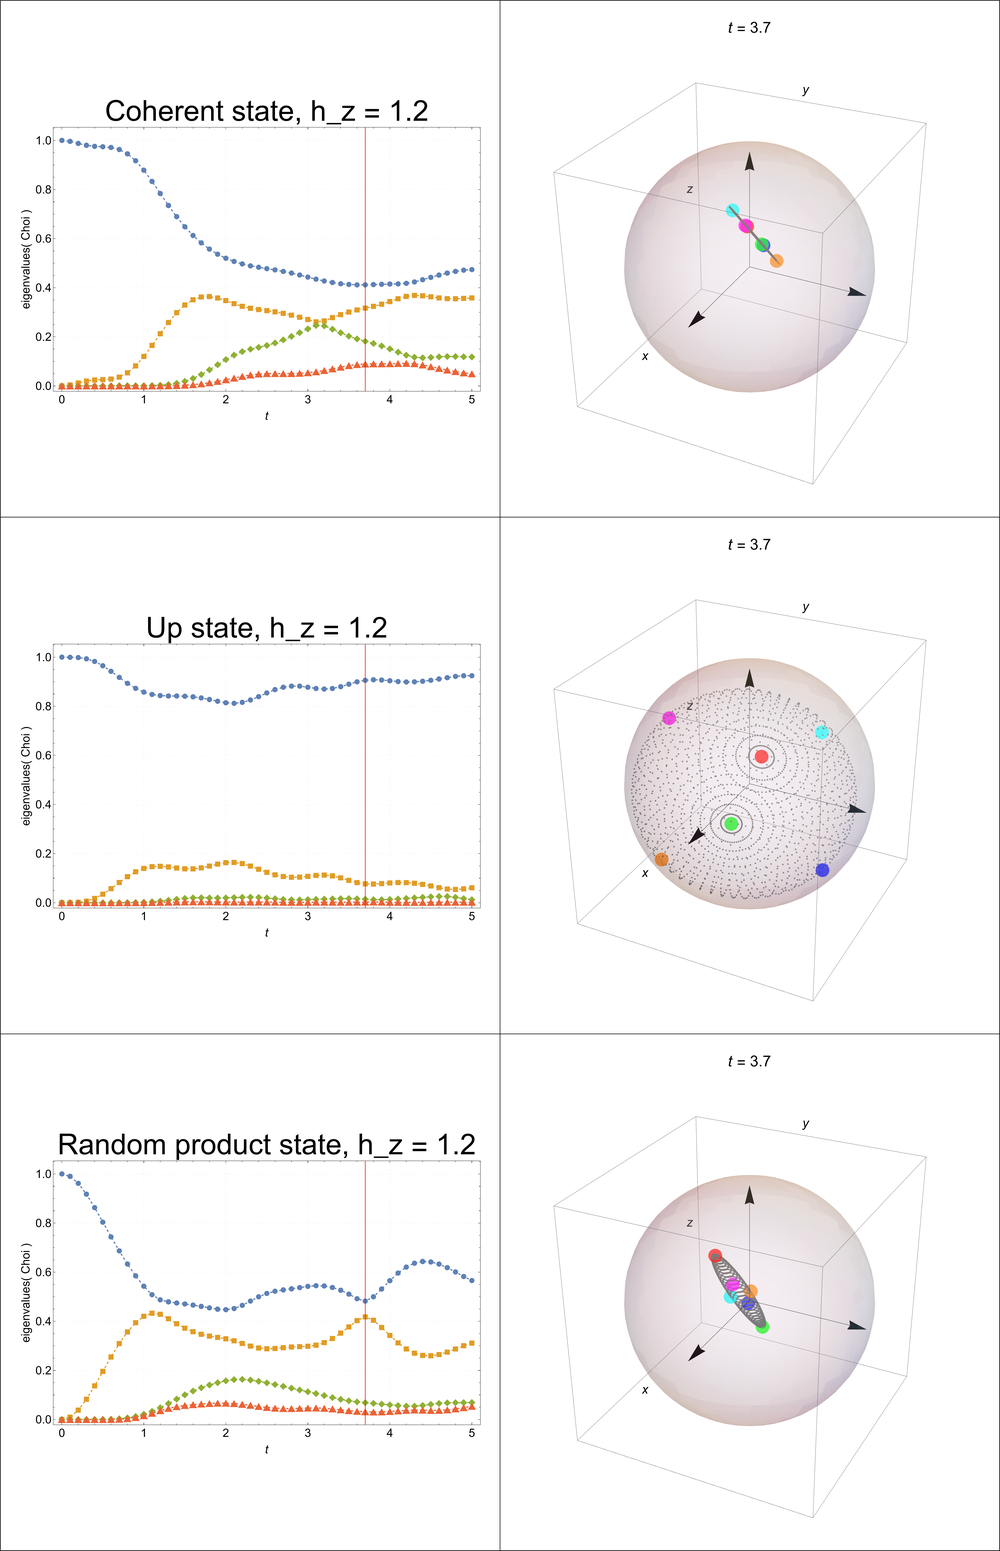 Coherent state, h_z = 1.2
eigenvalues( Choi )
1.0
0.8
0.6
0.4
0.2
0.0
0 1 2 3 4 5
t
t = 3.7
y
z
x
Up state, h_z = 1.2
eigenvalues( Choi )
1.0
0.8
0.6
0.4
0.2
0.0
0 1 2 3 4 5
t
t = 3.7
y
z
x
Random product state, h_z = 1.2
eigenvalues( Choi )
1.0
0.8
0.6
0.4
0.2
0.0
0 1 2 3 4 5
t
t = 3.7
y
z
x